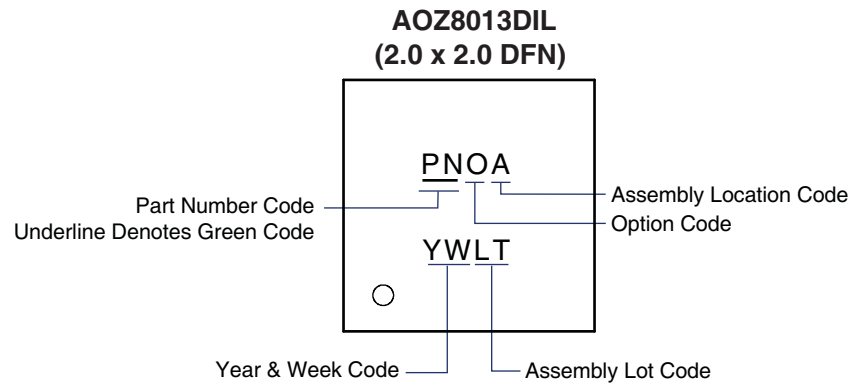 AOZ8013DIL
(2.0 x 2.0 DFN)
PNOA
Part Number Code
Underline Denotes Green Code
Assembly Location Code
Option Code
YWLT
Year & Week Code
Assembly Lot Code